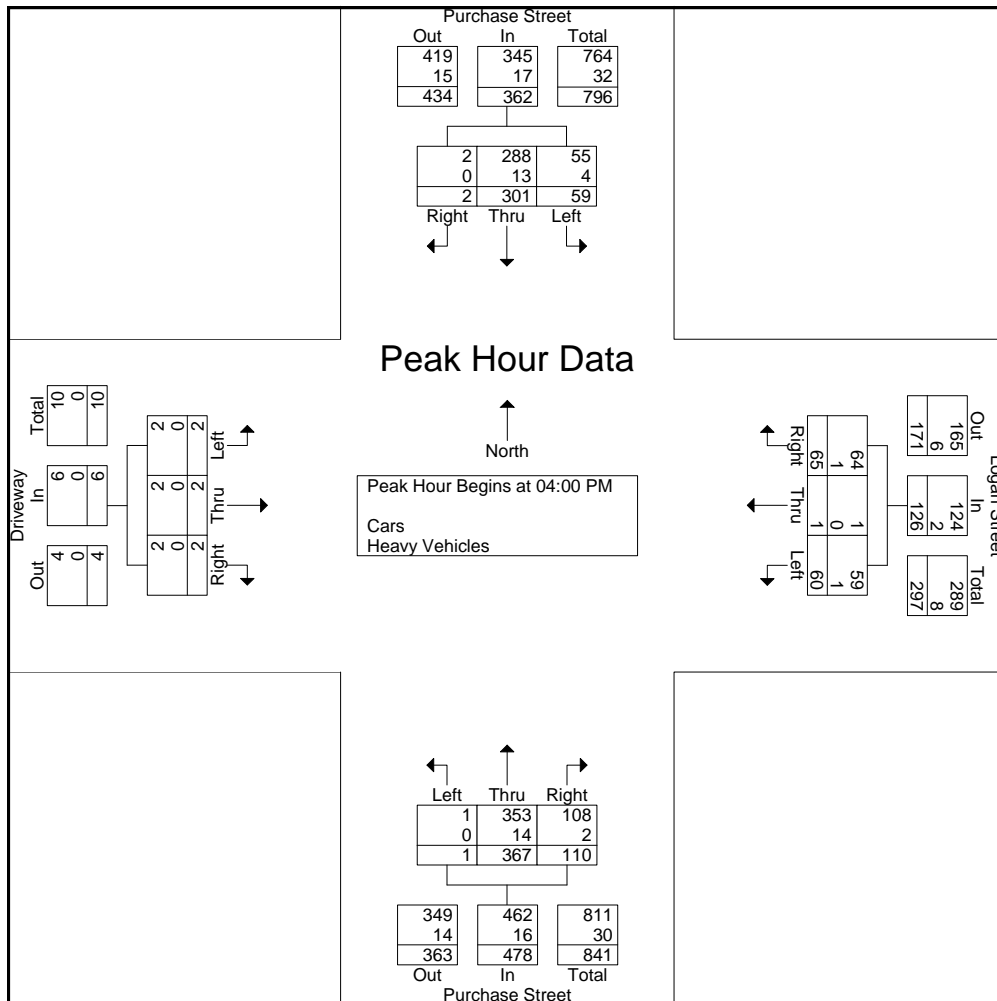 Purchase Street
Out In Total
419 345 764
15 17 32
434 362 796
2 288 55
0 13 4
2 301 59
Right Thru Left
Peak Hour Data
North
Peak Hour Begins at 04:00 PM
Cars
Heavy Vehicles
Driveway
Out In Total
4 6 10
0 0 0
4 6 10
2 2 2
0 0 0
2 2 2
Right Thru Left
Logan Street
Out In Total
165 124 289
6 2 8
171 126 297
64 1 59
1 0 1
65 1 60
Right Thru Left
Left Thru Right
1 353 108
0 14 2
1 367 110
349 462 811
14 16 30
363 478 841
Out In Total
Purchase Street